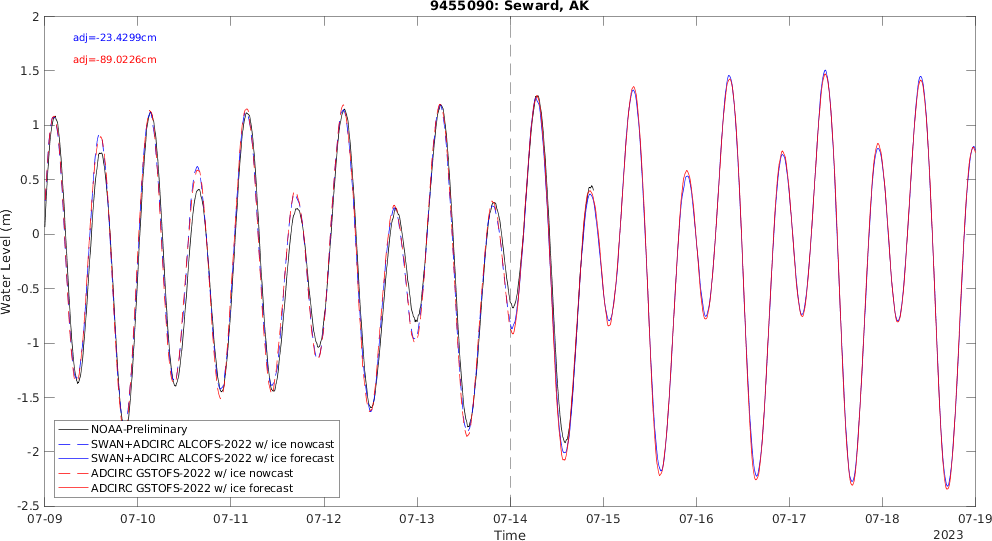 9455090: Seward, AK
adj=-23.4299cm
adj=-89.0226cm
Water Level (m)
2
1.5
1
0.5
0
-0.5
-1
-1.5
-2
-2.5
NOAA-Preliminary
SWAN+ADCIRC ALCOFS-2022 w/ ice nowcast
SWAN+ADCIRC ALCOFS-2022 w/ ice forecast
ADCIRC GSTOFS-2022 w/ ice nowcast
ADCIRC GSTOFS-2022 w/ ice forecast
07-09 07-10 07-11 07-12 07-13 07-14 07-15 07-16 07-17 07-18 07-19
Time
2023